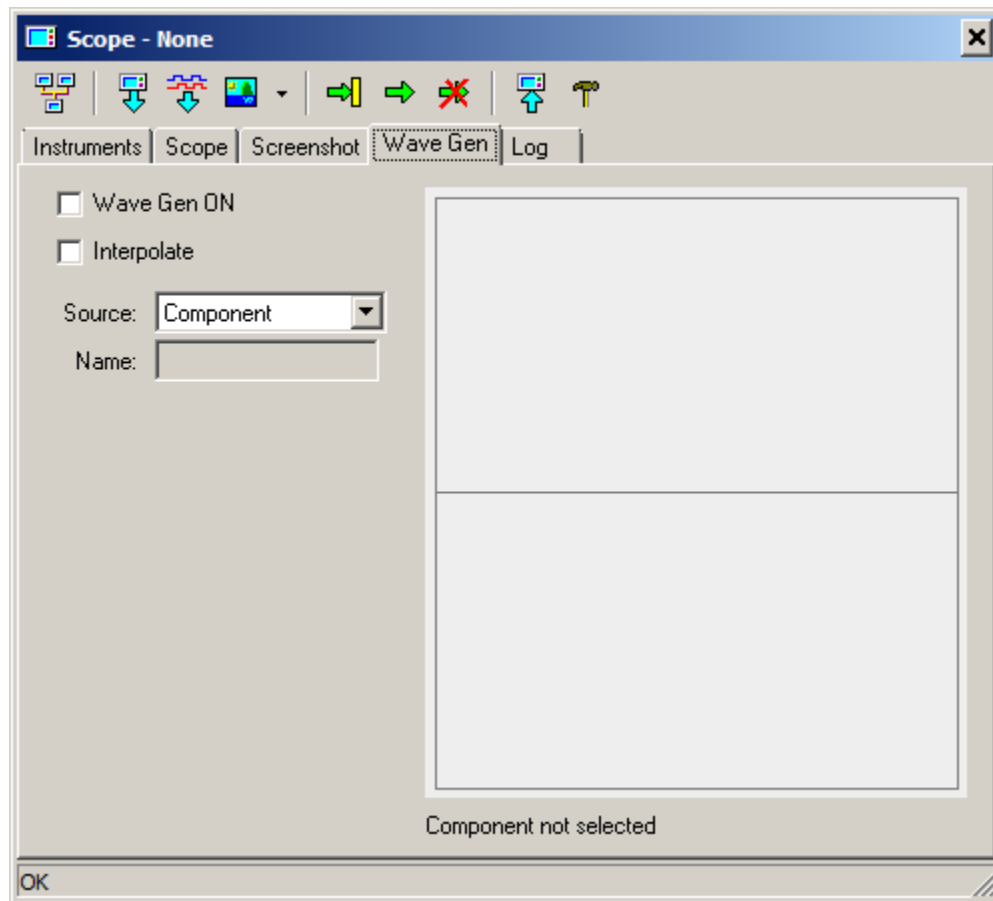 Scope - None
Instruments Scope Screenshot Wave Gen Log
Wave Gen ON
Interpolate
Source: Component
Name:
Component not selected
OK